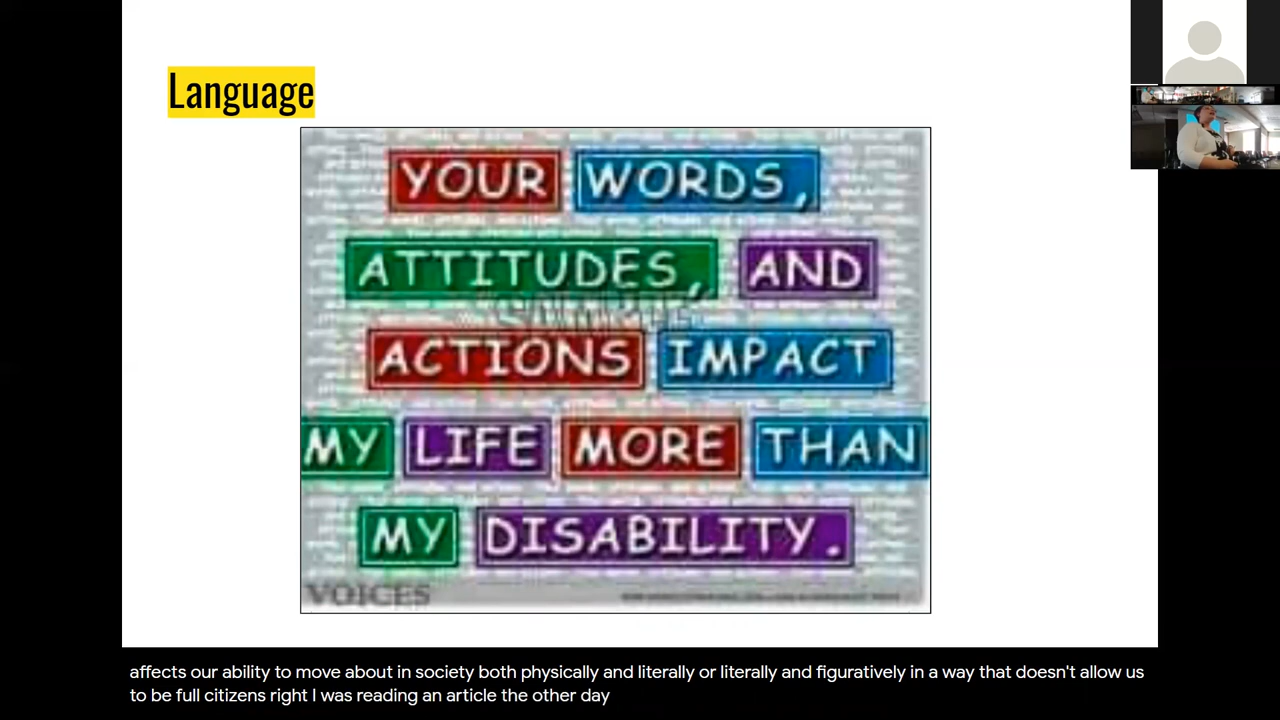 Language
YOUR WORDS,
ATTITUDES, AND
SAMPLE
ACTIONS IMPACT
MY LIFE MORE THAN
MY DISABILITY.
VOICES
affects our ability to move about in society both physically and literally or literally and figuratively in a way that doesn't allow us
to be full citizens right I was reading an article the other day